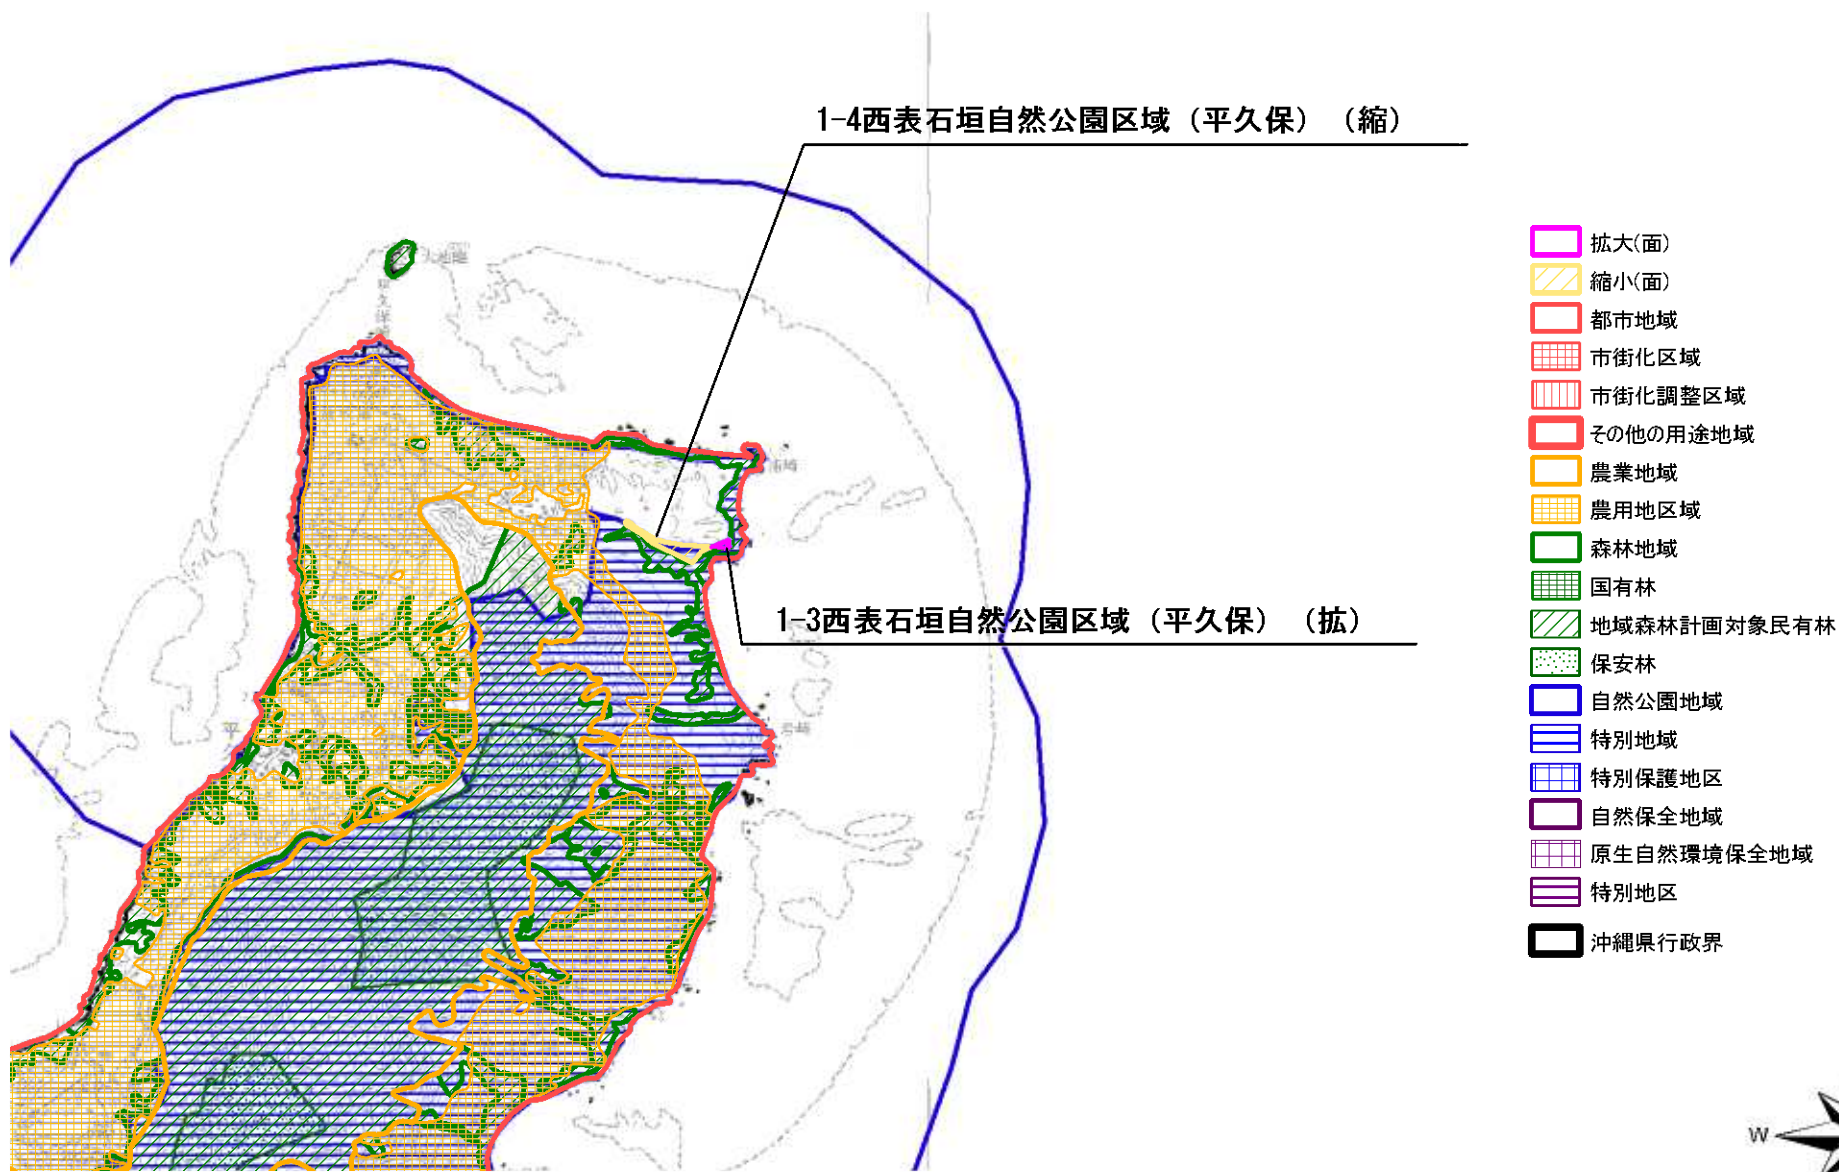 1-4西表石垣自然公園区域（平久保）（縮）
1-3西表石垣自然公園区域（平久保）（拡）
拡大(面)
縮小(面)
都市地域
市街化区域
市街化調整区域
その他の用途地域
農業地域
農用地区域
森林地域
国有林
地域森林計画対象民有林
保安林
自然公園地域
特別地域
特別保護地区
自然保全地域
原生自然環境保全地域
特別地区
沖縄県行政界
W
平